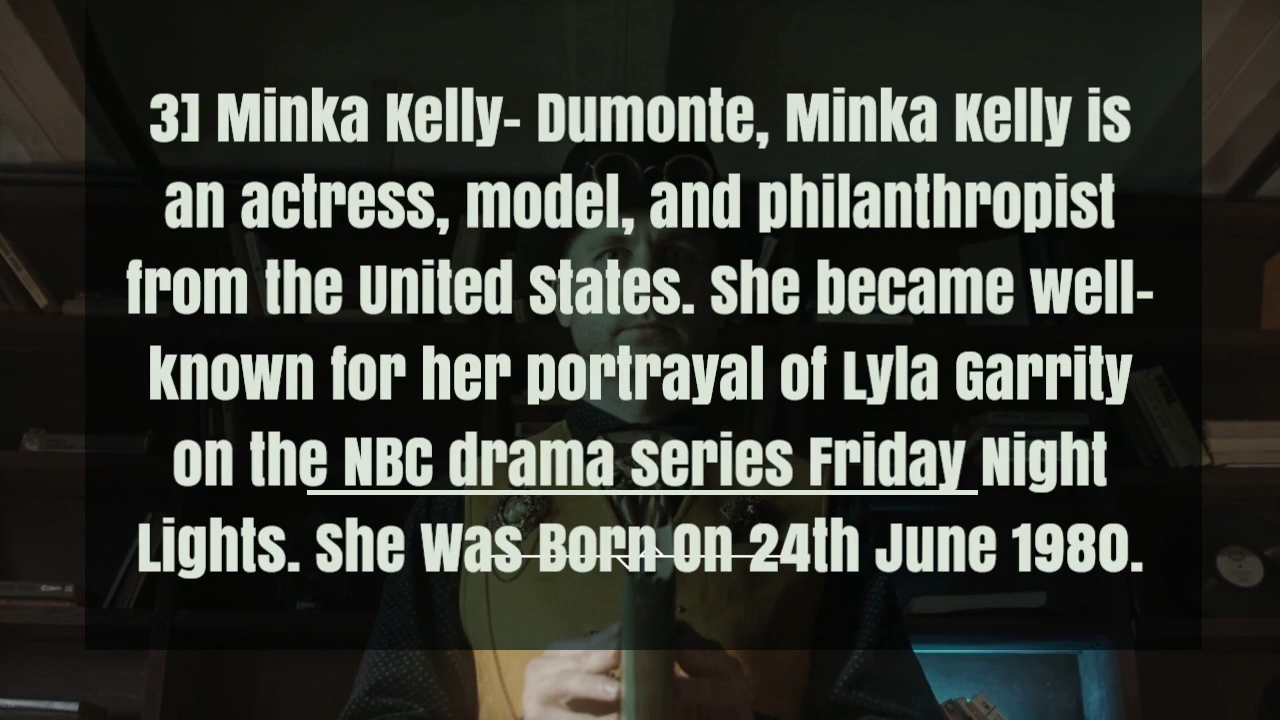 3] Minka Kelly- Dumonte, Minka Kelly is
an actress, model, and philanthropist
from the United States. She became well-
known for her portrayal of Lyla Garrity
on the NBC drama series Friday Night
Lights. She Was Born On 24th June 1980.